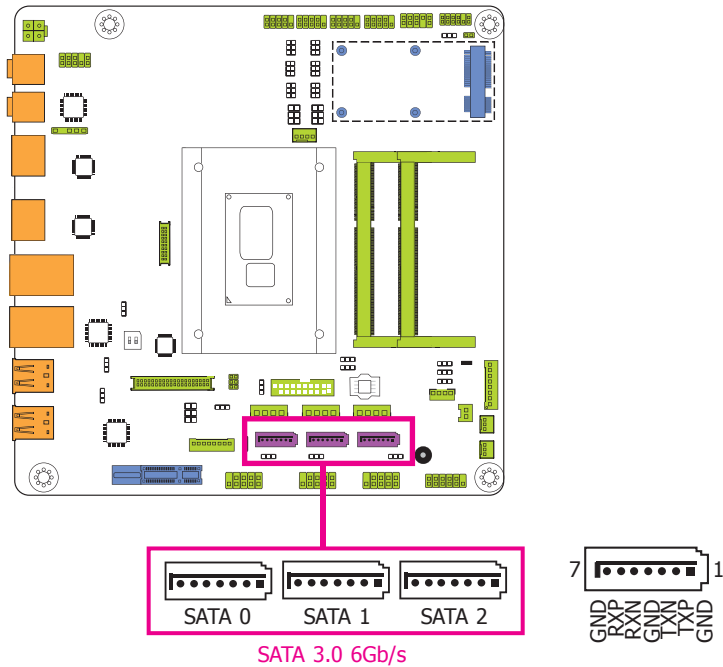 SATA 0
SATA 1
SATA 2
SATA 3.0 6Gb/s
7
1
GND
RXP
RXN
GND
TXN
TXP
GND